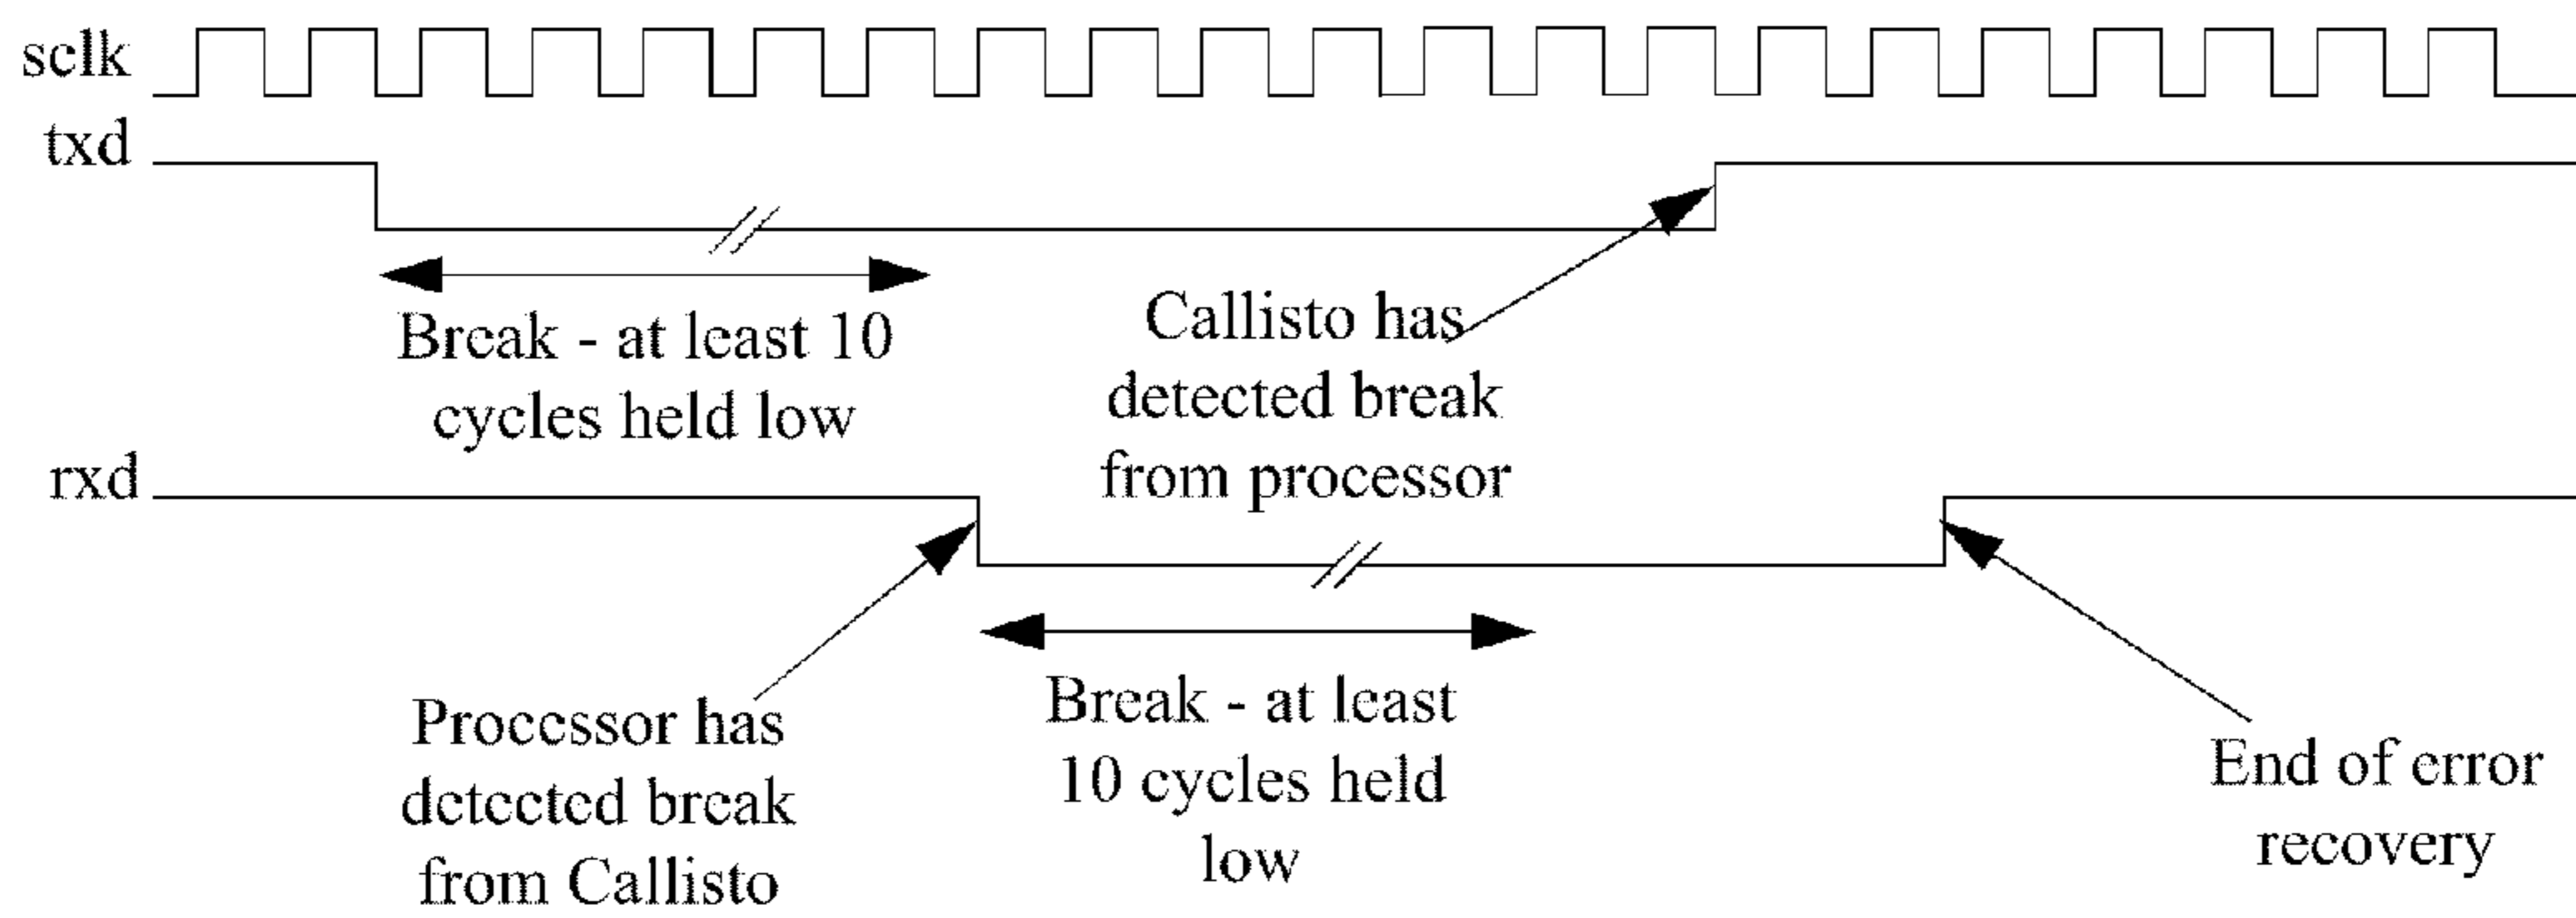 sclk
txd
Break - at least 10
cycles held low
Callisto has
detected break
from processor
rxd
Processor has
detected break
from Callisto
Break - at least
10 cycles held
low
End of error
recovery